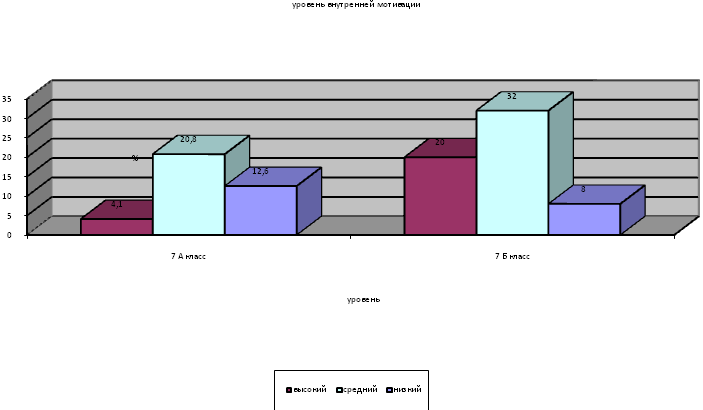 уровень внутренней мотивации
35
30
25
20
15
10
5
0
%
4,1
20,8
12,6
20
32
8
7 А класс
7 Б класс
уровень
высокий
средний
низкий